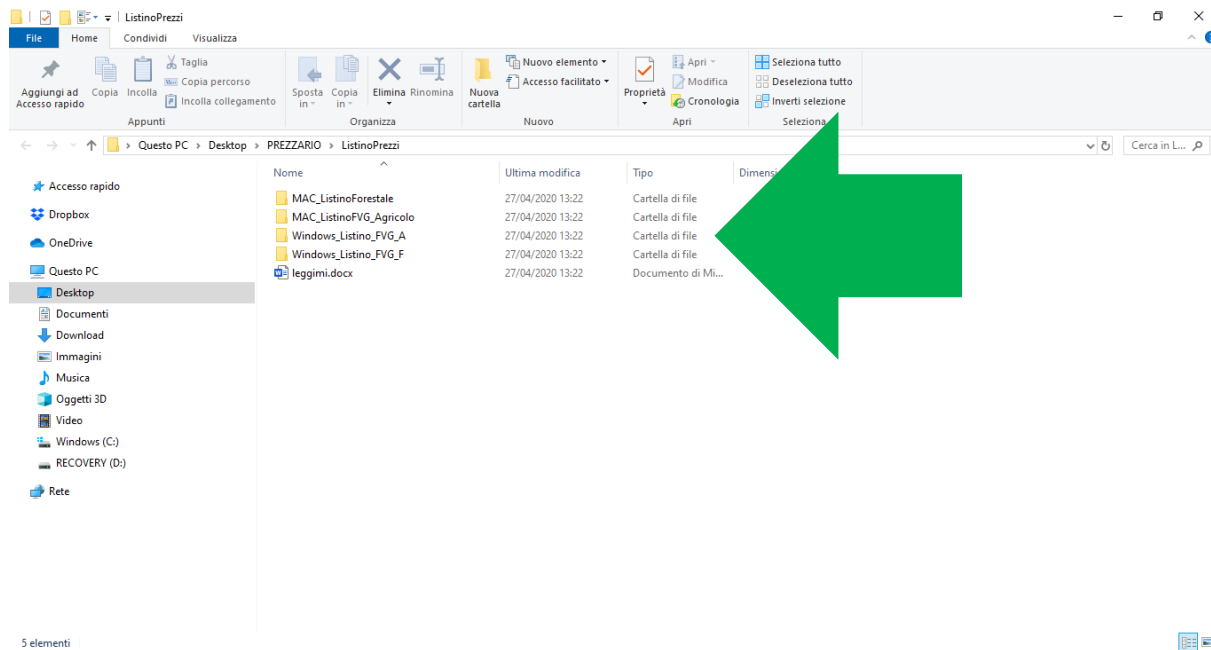 ListinoPrezzi
File Home Condividi Visualizza
Aggiungi ad Accesso rapido
Copia
Incolla
Taglia
Copia percorso
Incolla collegamento
Appunti
Sposta in
Copia in
Elimina
Rinomina
Organizza
Nuova cartella
Nuovo elemento
Accesso facilitato
Nuovo
Proprietà
Apri
Modifica
Cronologia
Apri
Seleziona tutto
Deseleziona tutto
Inverti selezione
Seleziona
Questo PC > Desktop > PREZZARIO > ListinoPrezzi
Cerca in L...
Accesso rapido
Dropbox
OneDrive
Questo PC
Desktop
Documenti
Download
Immagini
Musica
Oggetti 3D
Video
Windows (C:)
RECOVERY (D:)
Rete
Nome Ultima modifica Tipo
MAC_ListinoForestale 27/04/2020 13:22 Cartella di file
MAC_ListinoFVG_Agricolo 27/04/2020 13:22 Cartella di file
Windows_Listino_FVG_A 27/04/2020 13:22 Cartella di file
Windows_Listino_FVG_F 27/04/2020 13:22 Cartella di file
leggimi.docx 27/04/2020 13:22 Documento di Mi...
5 elementi